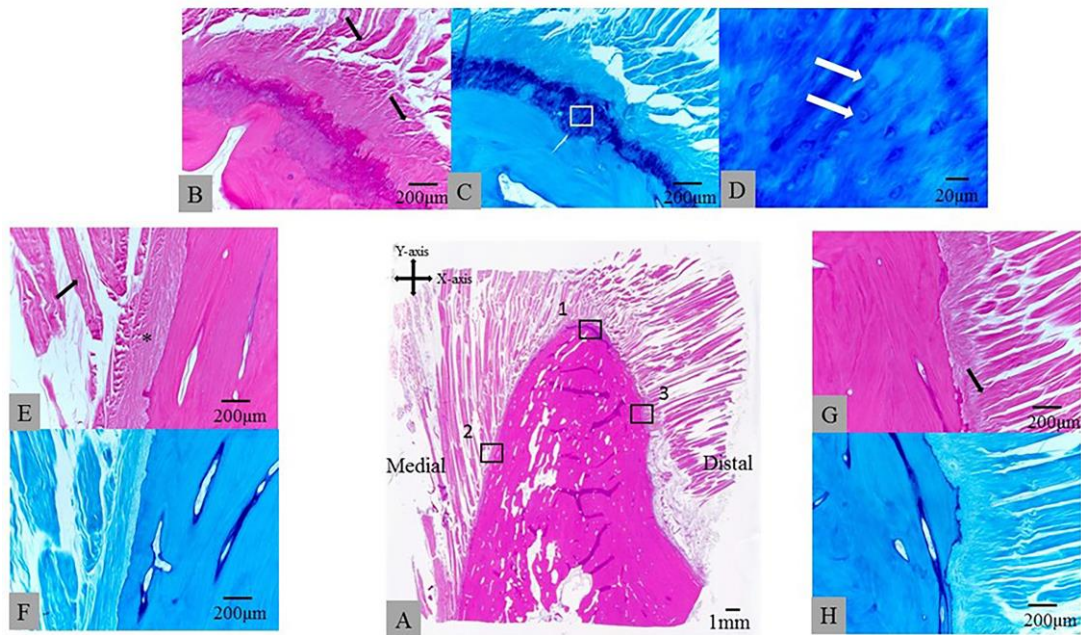 B
200μm
C
200μm
D
20μm
E
*
200μm
F
200μm
Y-axis
X-axis
1
2
3
Medial
Distal
A
1mm
G
200μm
H
200μm